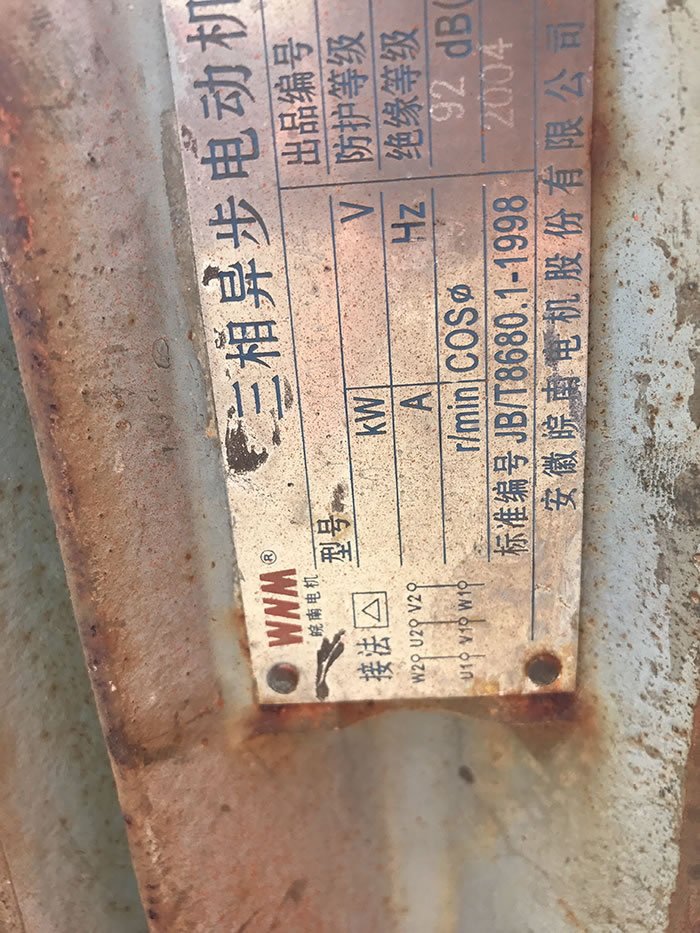 三相异步电动机
WNM®
皖南电机
型号 出品编号
kW V 防护等级
A Hz 绝缘等级
r/min COSø 92 dB(
标准编号 JB/T8680.1-1998 2004
安徽皖南电机股份有限公司
接法 △
W2 U2 V2
U1 V1 W1